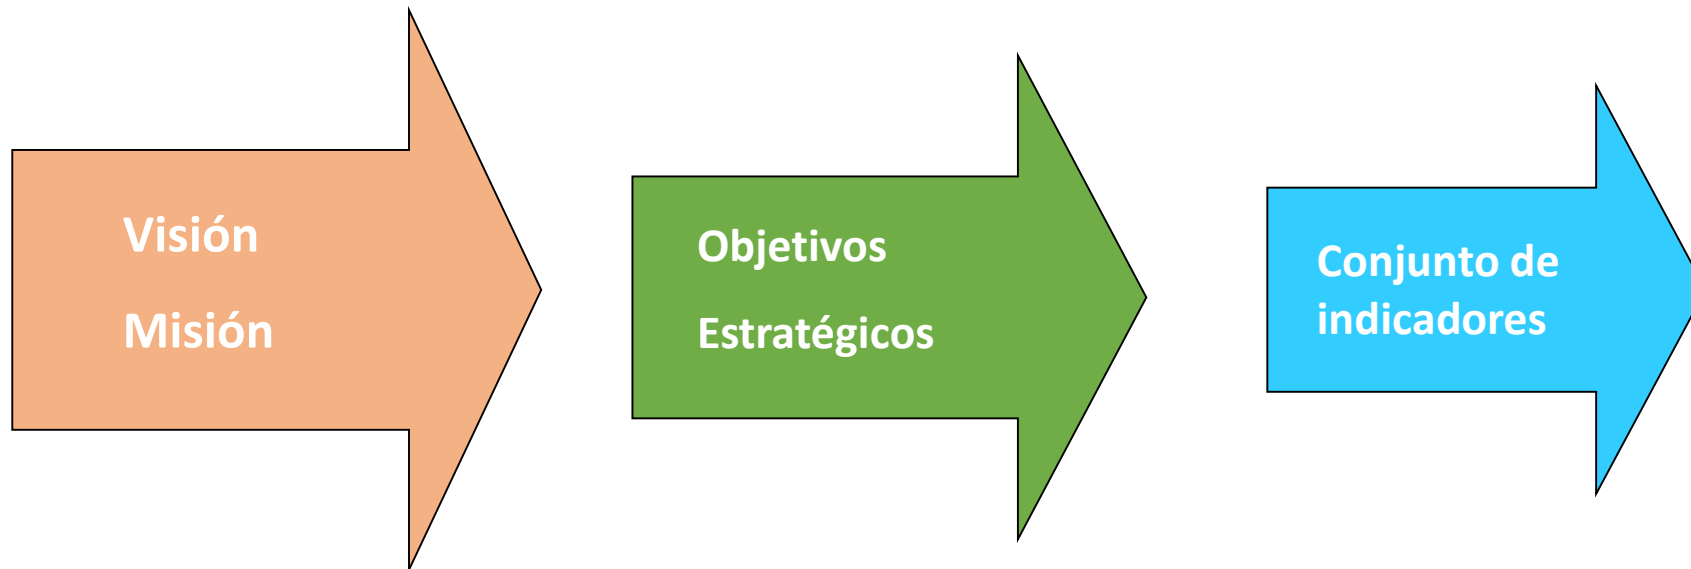 Visión
Misión
Objetivos
Estratégicos
Conjunto de
indicadores